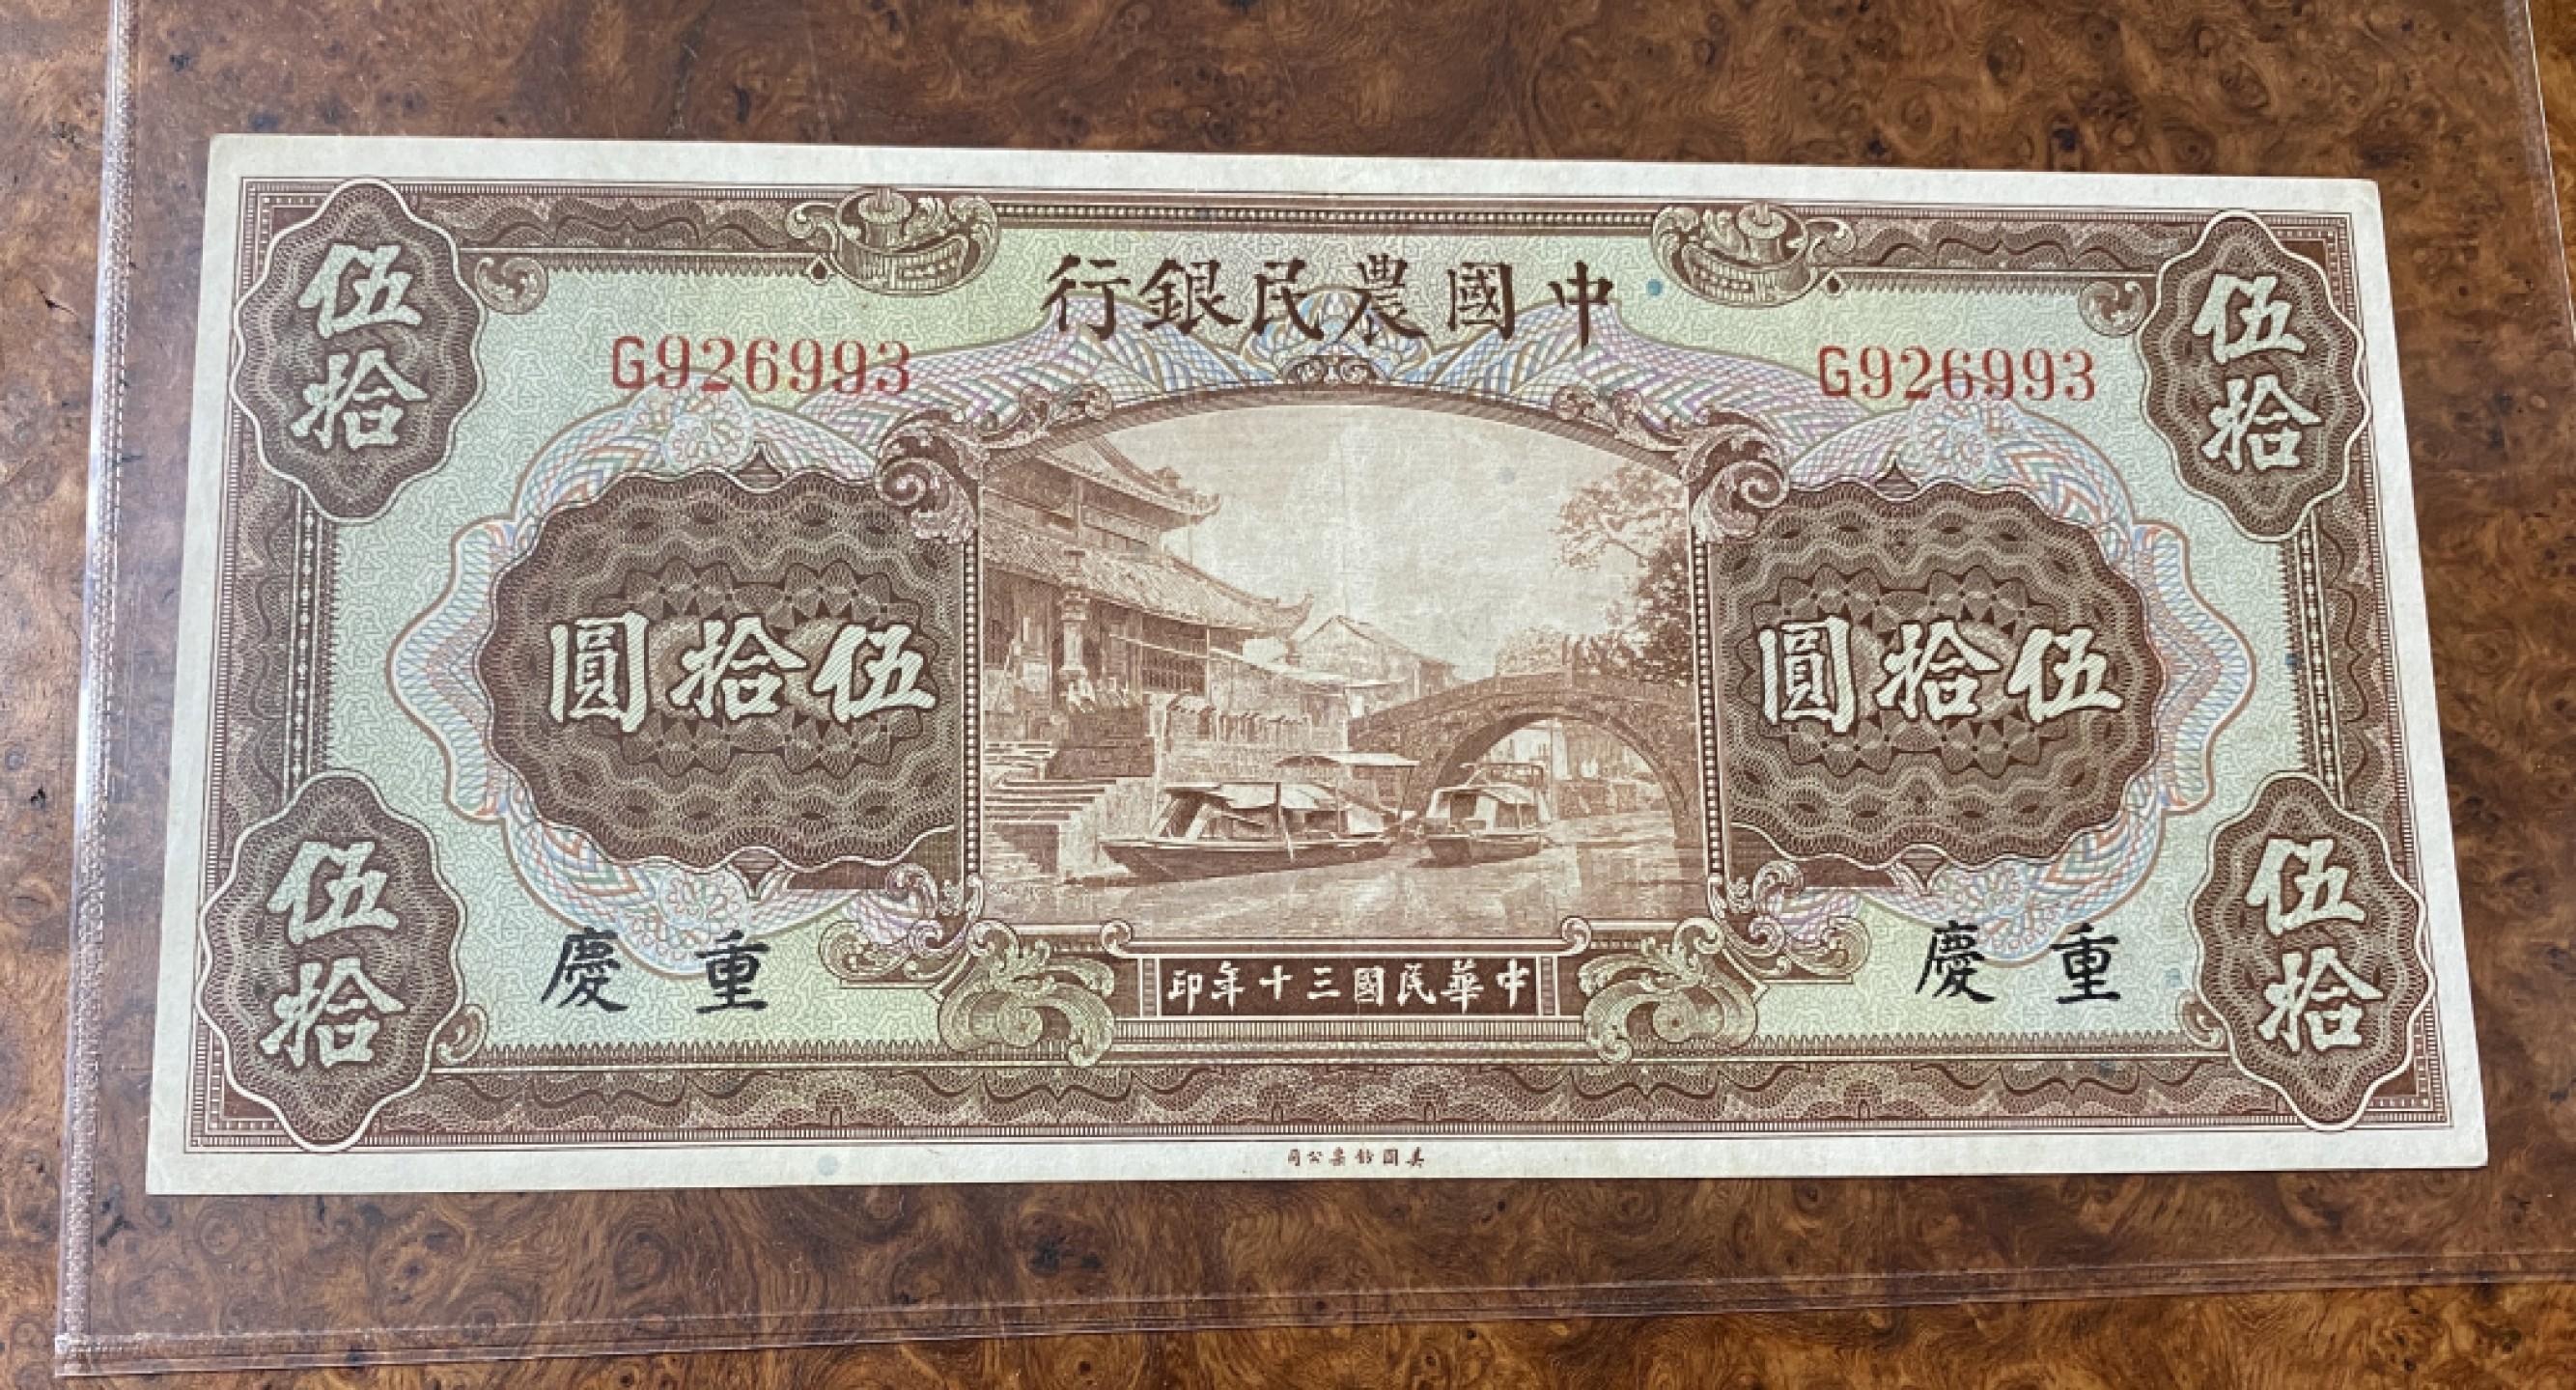 中國農民銀行
G926993
G926993
伍拾
伍拾
伍拾圓
伍拾圓
重慶
重慶
伍拾
伍拾
中華民國三十年印
美國鈔票公司